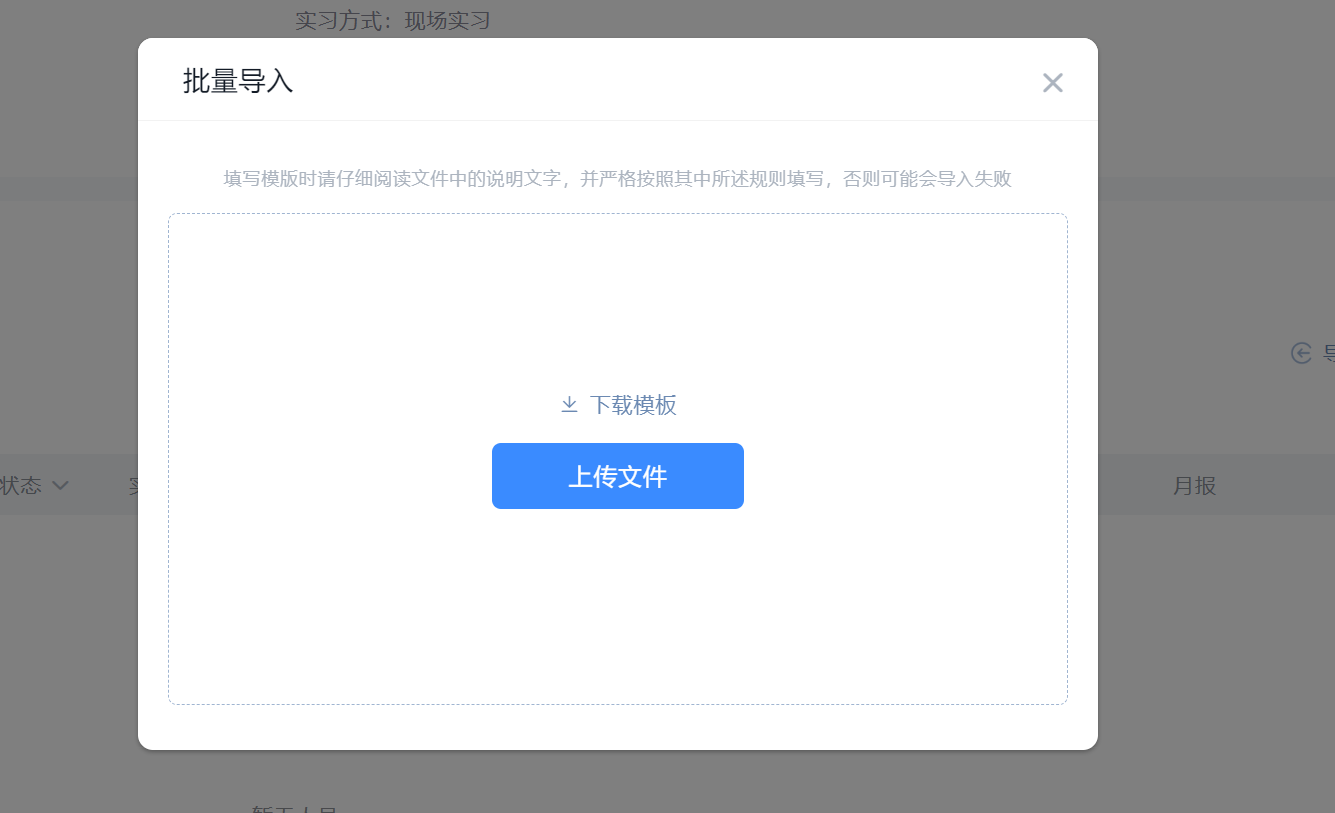 实习方式：现场实习
批量导入
填写模版时请仔细阅读文件中的说明文字，并严格按照其中所述规则填写，否则可能会导入失败
下载模板
上传文件
状态
月报